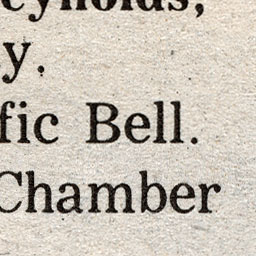 eynolds,
y.
fic Bell.
Chamber